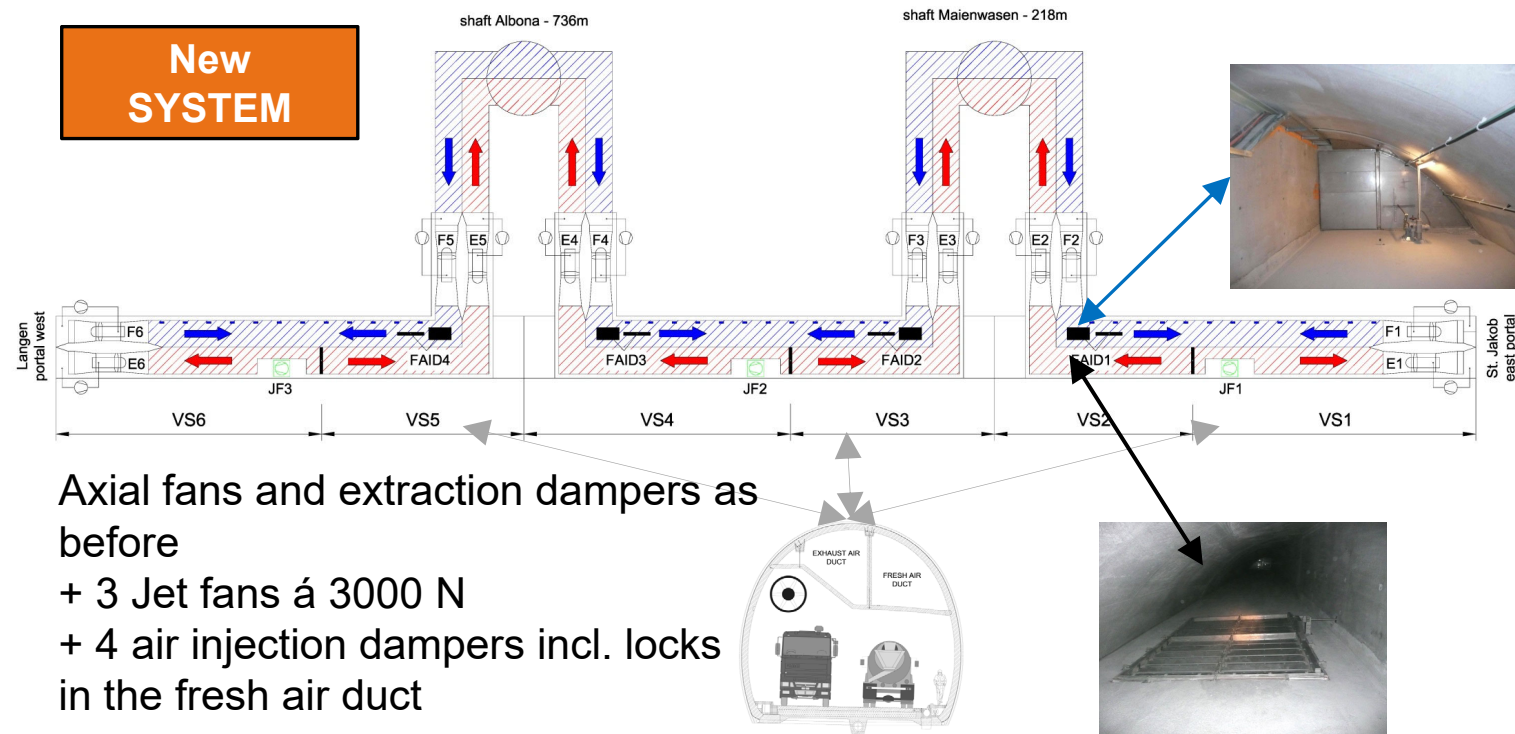 shaft Albona - 736m
shaft Maienwasen - 218m
New
SYSTEM
F5 E5 E4 F4 F3 E3 E2 F2
Langen
portal west
F6
E6
FAID4
FAID3
FAID2
FAID1
F1
E1
St. Jakob
east portal
JF3
JF2
JF1
VS6
VS5
VS4
VS3
VS2
VS1
Axial fans and extraction dampers as
before
+ 3 Jet fans á 3000 N
+ 4 air injection dampers incl. locks
in the fresh air duct
EXHAUST AIR
DUCT
FRESH AIR
DUCT